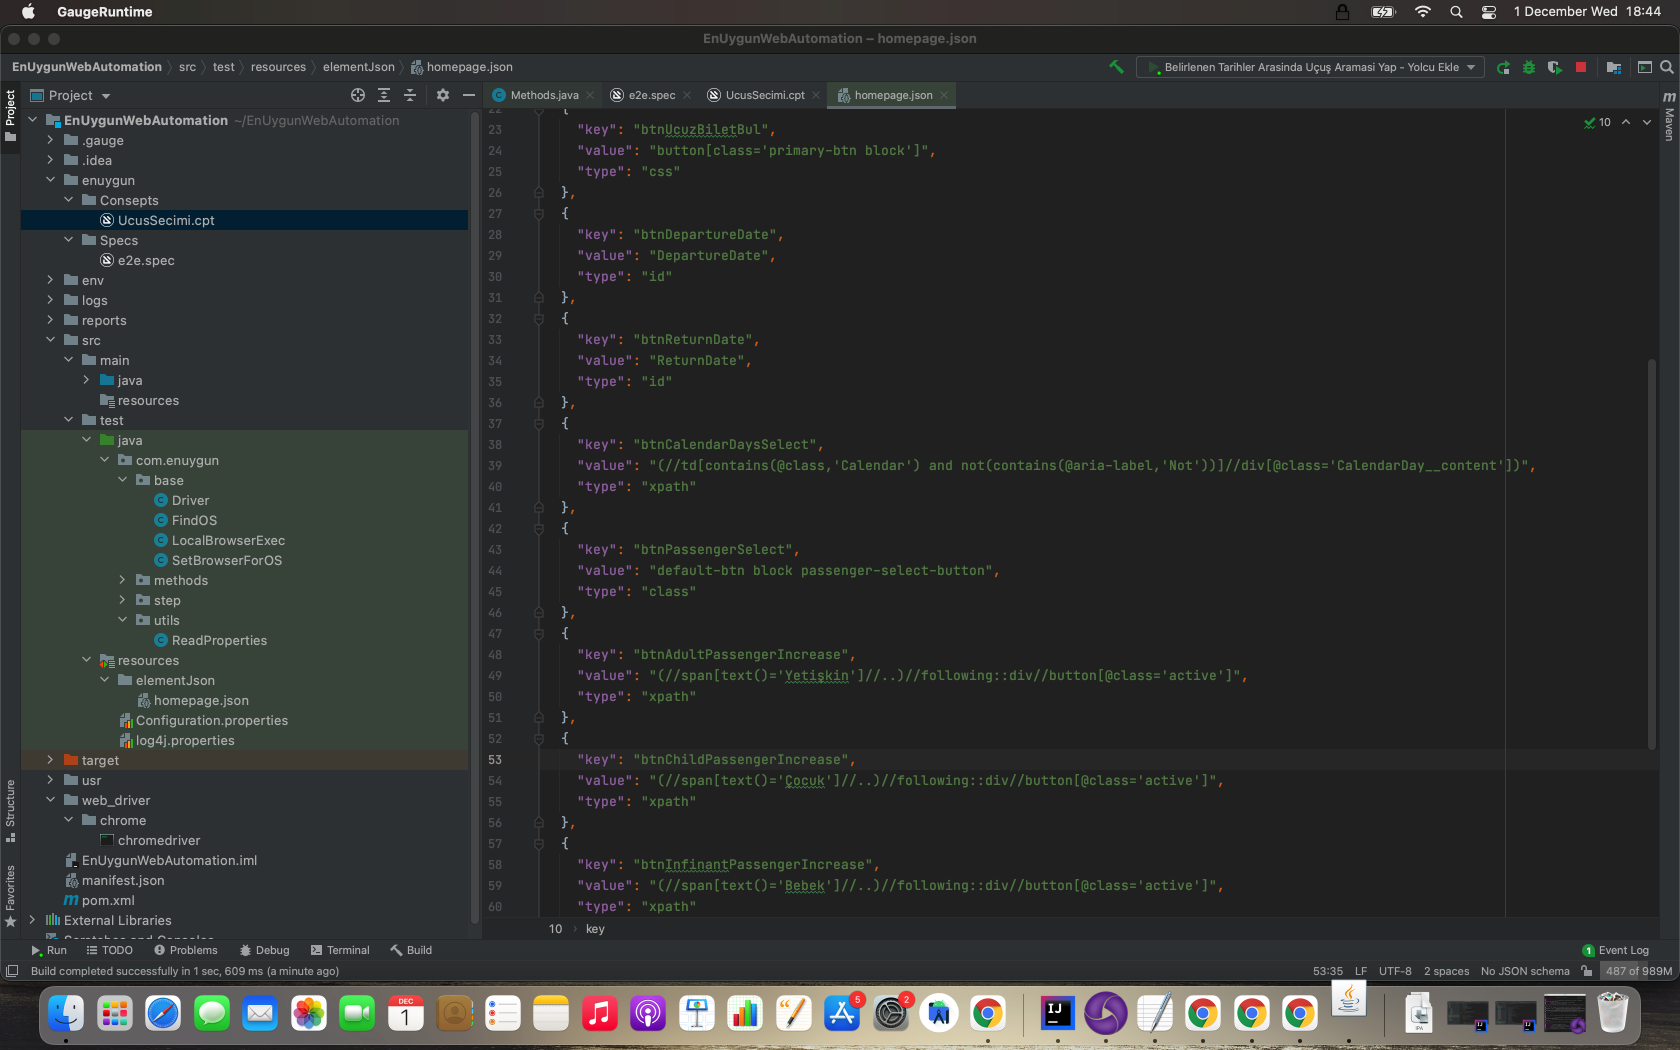 GaugeRuntime
1 December Wed 18:44
EnUygunWebAutomation – homepage.json
EnUygunWebAutomation
src
test
resources
elementJson
homepage.json
Belirlenen Tarihler Arasinda Uçuş Aramasi Yap - Yolcu Ekle
Project
Project
Methods.java
e2e.spec
UcusSecimi.cpt
homepage.json
Maven
EnUygunWebAutomation ~/EnUygunWebAutomation
.gauge
.idea
enuygun
Consepts
UcusSecimi.cpt
Specs
e2e.spec
env
logs
reports
src
main
java
resources
test
java
com.enuygun
base
Driver
FindOS
LocalBrowserExec
SetBrowserForOS
methods
step
utils
ReadProperties
resources
elementJson
homepage.json
Configuration.properties
log4j.properties
target
usr
web_driver
chrome
chromedriver
EnUygunWebAutomation.iml
manifest.json
pom.xml
External Libraries
Scratches and Consoles
Structure
Favorites
10
22 {
23 "key": "btnUcuzBiletBul",
24 "value": "button[class='primary-btn block']",
25 "type": "css"
26 },
27 {
28 "key": "btnDepartureDate",
29 "value": "DepartureDate",
30 "type": "id"
31 },
32 {
33 "key": "btnReturnDate",
34 "value": "ReturnDate",
35 "type": "id"
36 },
37 {
38 "key": "btnCalendarDaysSelect",
39 "value": "(//td[contains(@class,'Calendar') and not(contains(@aria-label,'Not'))]//div[@class='CalendarDay__content'])",
40 "type": "xpath"
41 },
42 {
43 "key": "btnPassengerSelect",
44 "value": "default-btn block passenger-select-button",
45 "type": "class"
46 },
47 {
48 "key": "btnAdultPassengerIncrease",
49 "value": "(//span[text()='Yetişkin']//..)//following::div//button[@class='active']",
50 "type": "xpath"
51 },
52 {
53 "key": "btnChildPassengerIncrease",
54 "value": "(//span[text()='Çocuk']//..)//following::div//button[@class='active']",
55 "type": "xpath"
56 },
57 {
58 "key": "btnInfinantPassengerIncrease",
59 "value": "(//span[text()='Bebek']//..)//following::div//button[@class='active']",
60 "type": "xpath"
10 › key
Run
TODO
Problems
Debug
Terminal
Build
1 Event Log
Build completed successfully in 1 sec, 609 ms (a minute ago)
53:35 LF UTF-8 2 spaces No JSON schema 487 of 989M
DEC
1
5
2
IJ
IPA